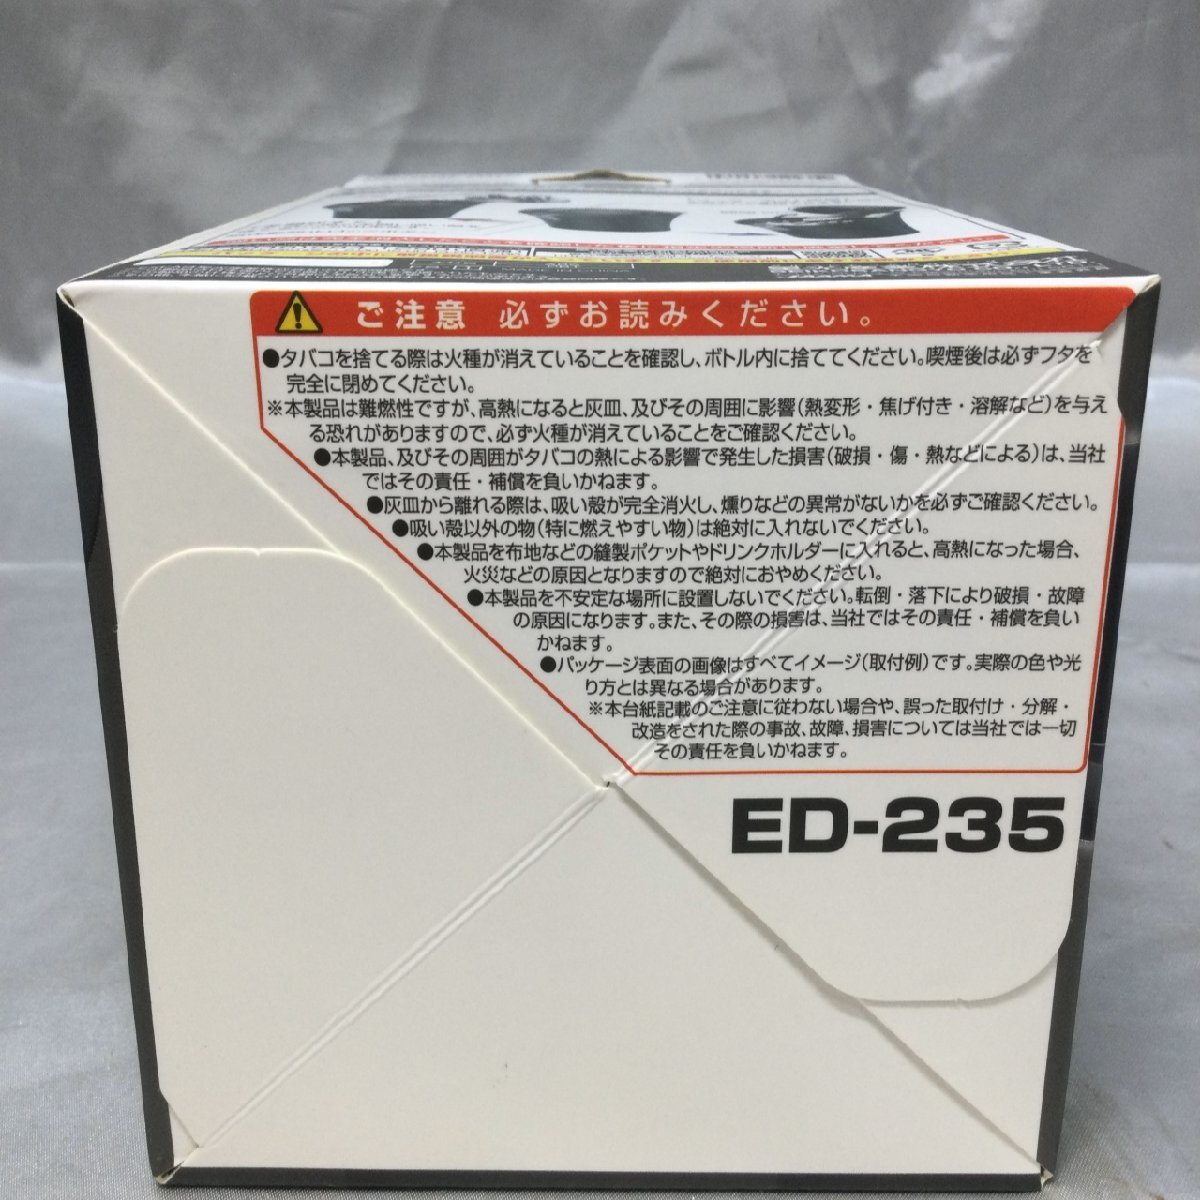 ご注意 必ずお読みください。
●タバコを捨てる際は火種が消えていることを確認し、ボトル内に捨ててください。喫煙後は必ずフタを
完全に閉めてください。
※本製品は難燃性ですが、高熱になると灰皿、及びその周囲に影響(熱変形・焦げ付き・溶解など)を与え
る恐れがありますので、必ず火種が消えていることをご確認ください。
●本製品、及びその周囲がタバコの熱による影響で発生した損害(破損・傷・熱などによる)は、当社
ではその責任・補償を負いかねます。
●灰皿から離れる際は、吸い殻が完全消火し、燻りなどの異常がないかを必ずご確認ください。
●吸い殻以外の物(特に燃えやすい物)は絶対に入れないでください。
●本製品を布地などの縫製ポケットやドリンクホルダーに入れると、高熱になった場合、
火災などの原因となりますので絶対におやめください。
●本製品を不安定な場所に設置しないでください。転倒・落下により破損・故障
の原因になります。また、その際の損害は、当社ではその責任・補償を負い
かねます。
●パッケージ表面の画像はすべてイメージ(取付例)です。実際の色や光
り方とは異なる場合があります。
※本台紙記載のご注意に従わない場合や、誤った取付け・分解・
改造をされた際の事故、故障、損害については当社では一切
その責任を負いかねます。
ED-235